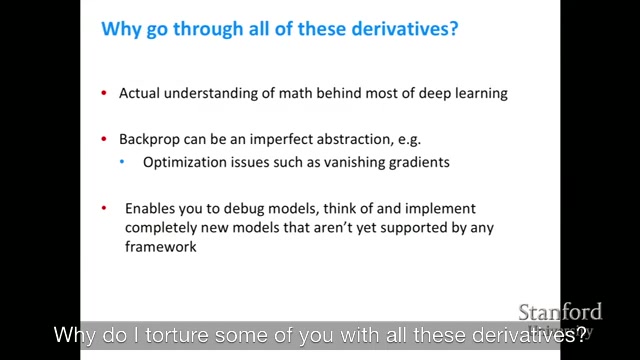 Why go through all of these derivatives?
• Actual understanding of math behind most of deep learning
• Backprop can be an imperfect abstraction, e.g.
• Optimization issues such as vanishing gradients
• Enables you to debug models, think of and implement
completely new models that aren't yet supported by any
framework
Stanford
University
Why do I torture some of you with all these derivatives?